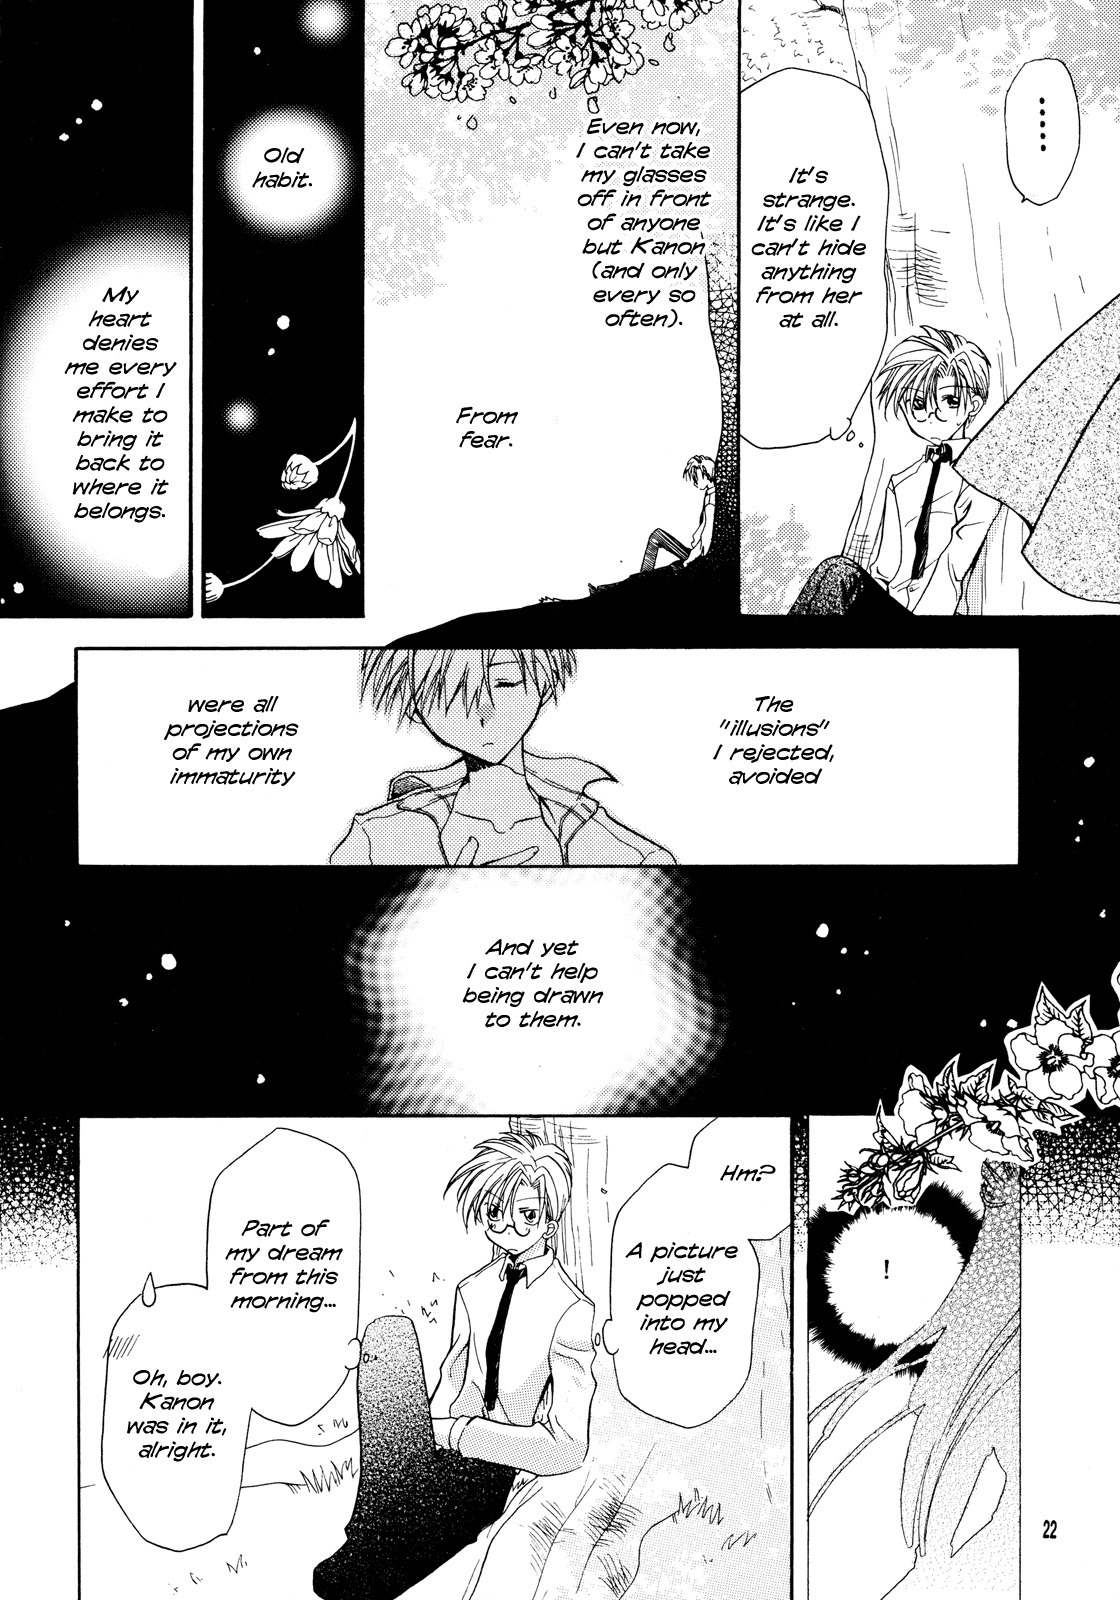 .....
It's
strange.
It's like I
can't hide
anything
from her
at all.
Even now,
I can't take
my glasses
off in front
of anyone
but Kanon
(and only
every so
often).
From
fear.
Old
habit.
My
heart
denies
me every
effort I
make to
bring it
back to
where it
belongs.
The
"illusions"
I rejected,
avoided
were all
projections
of my own
immaturity
And yet
I can't help
being drawn
to them.
!
Hm?
A picture
just
popped
into my
head...
Part of
my dream
from this
morning...
Oh, boy.
Kanon
was in it,
alright.
22